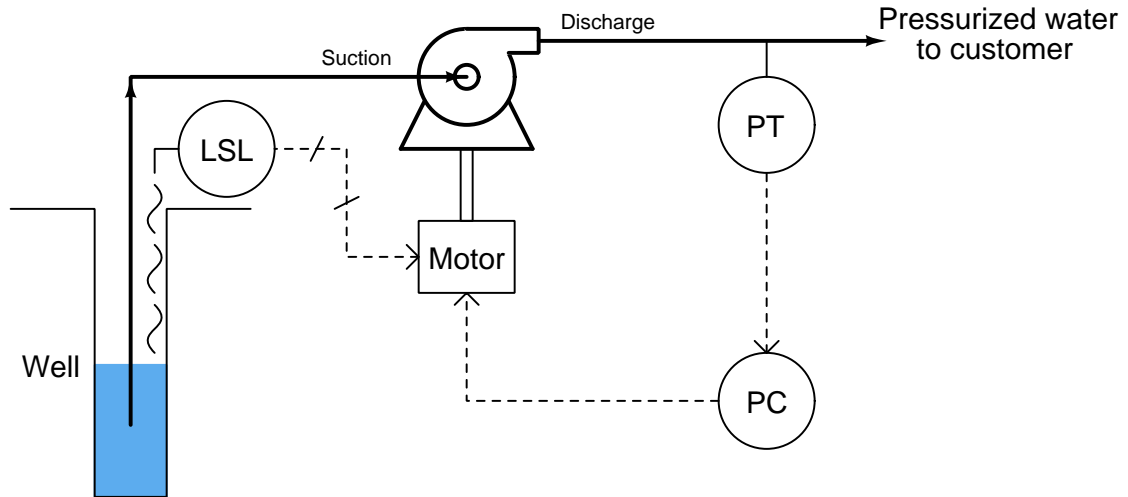 Discharge
Pressurized water
to customer
Suction
PT
LSL
Motor
Well
PC